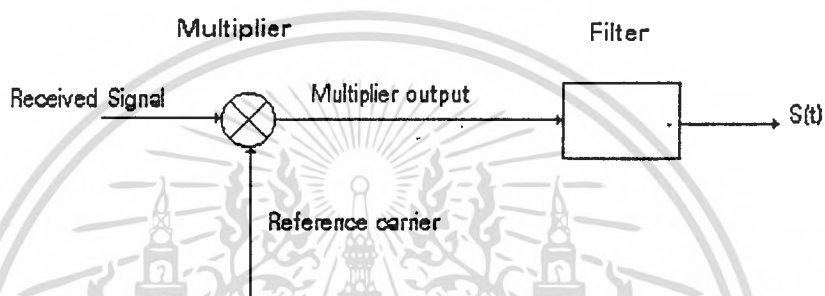 Multiplier
Filter
Received Signal
Multiplier output
S(t)
Reference carrier